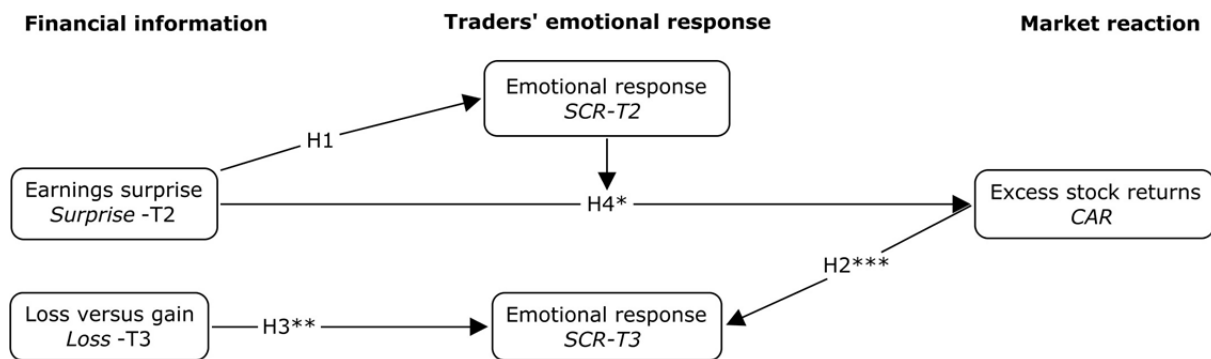 Financial information
Traders' emotional response
Market reaction
Emotional response
SCR-T2
H1
Earnings surprise
Surprise -T2
H4*
Excess stock returns
CAR
H2***
Loss versus gain
Loss -T3
H3**
Emotional response
SCR-T3